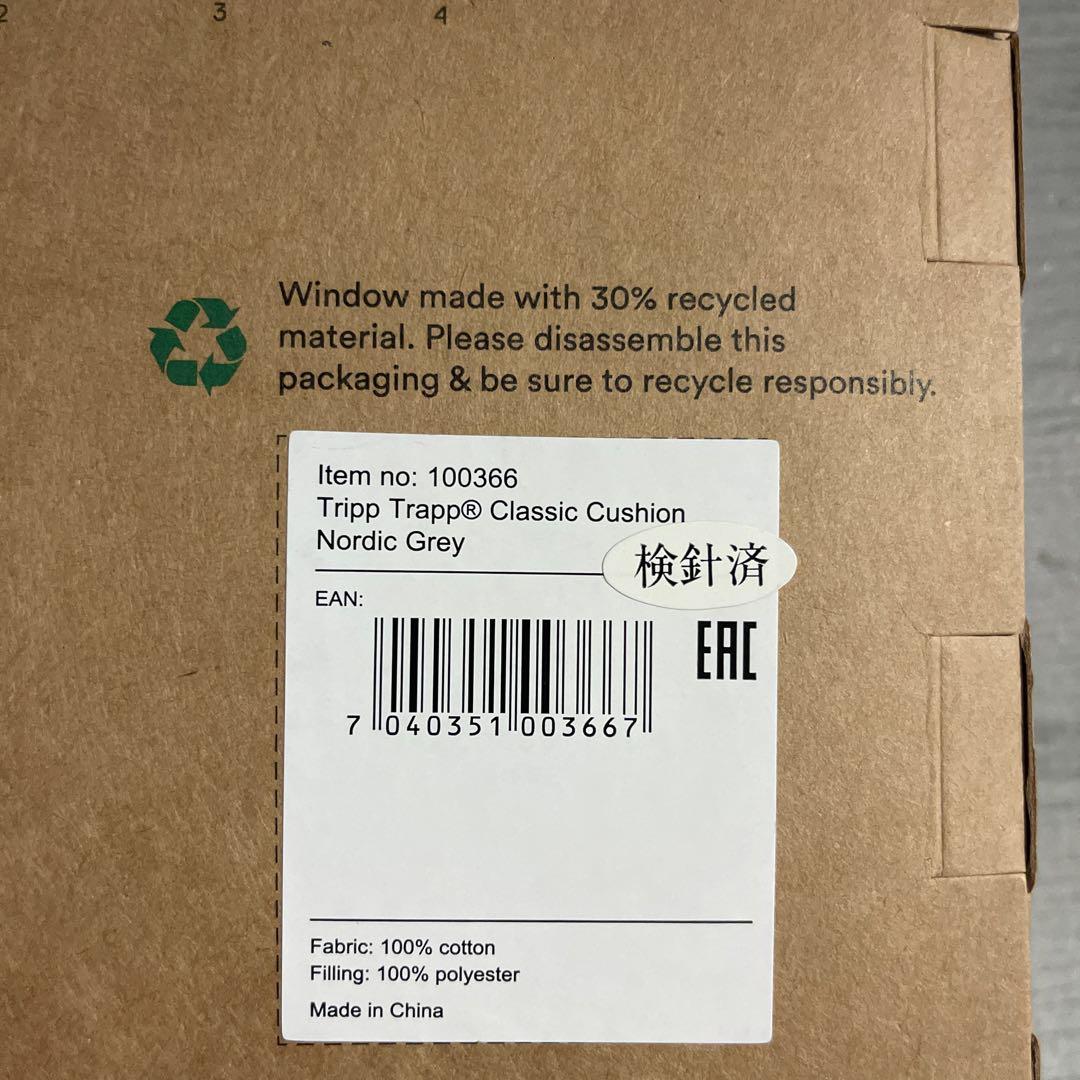 2 3 4
Window made with 30% recycled
material. Please disassemble this
packaging & be sure to recycle responsibly.
Item no: 100366
Tripp Trapp® Classic Cushion
Nordic Grey
検針済
EAN:
EAC
7 040351 003667
Fabric: 100% cotton
Filling: 100% polyester
Made in China